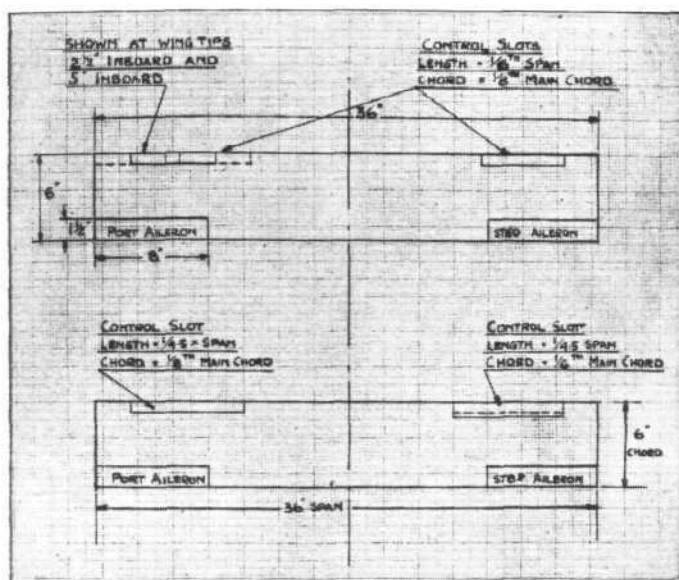 SHOWN AT WING TIPS
2½" INBOARD AND
5" INBOARD
CONTROL SLOTS
LENGTH = 1/6TH SPAN
CHORD = 1/8TH MAIN CHORD
36"
6"
1½"
PORT AILERON
STBD AILERON
8"
CONTROL SLOT
LENGTH = 1/4.5 × SPAN
CHORD = 1/8TH MAIN CHORD
CONTROL SLOT
LENGTH = 1/4.5 SPAN
CHORD = 1/6TH MAIN CHORD
6"
CHORD
PORT AILERON
STBD AILERON
36" SPAN